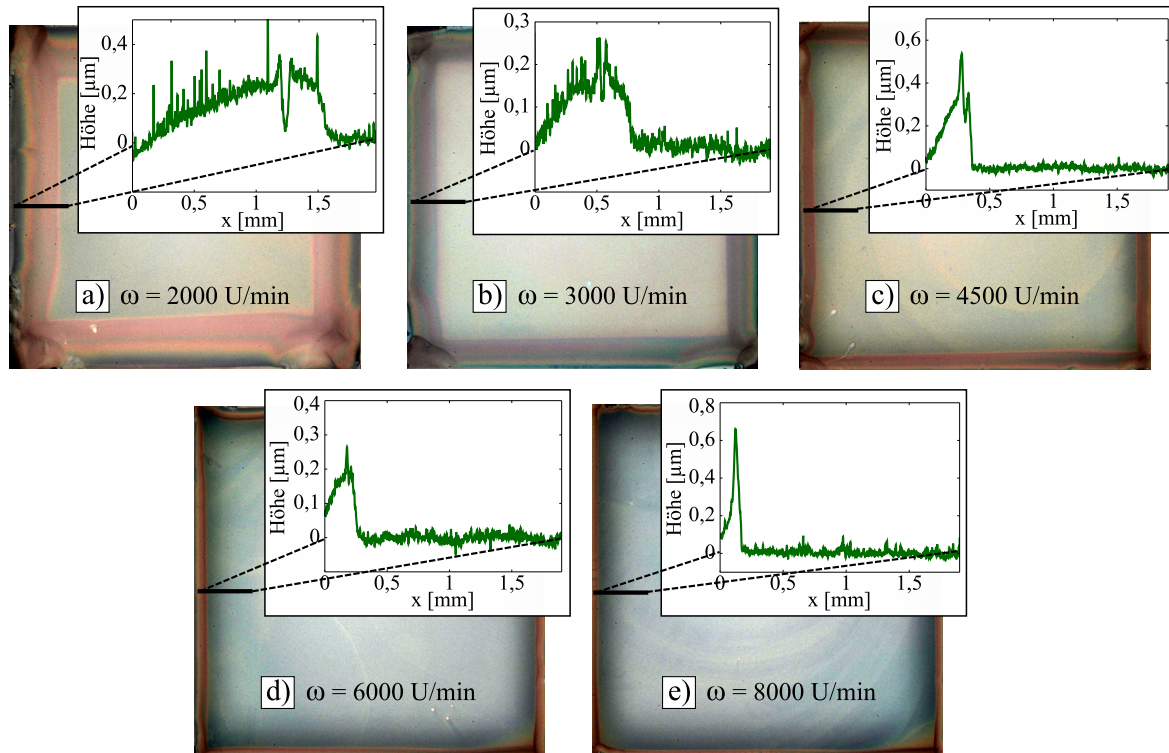 0,4
0,2
0
Höhe [µm]
0
0,5
1
1,5
x [mm]
a) ω = 2000 U/min
0,3
0,2
0,1
0
Höhe [µm]
0
0,5
1
1,5
x [mm]
b) ω = 3000 U/min
0,6
0,4
0,2
0
Höhe [µm]
0
0,5
1
1,5
x [mm]
c) ω = 4500 U/min
0,4
0,3
0,2
0,1
0
Höhe [µm]
0
0,5
1
1,5
x [mm]
d) ω = 6000 U/min
0,8
0,6
0,4
0,2
0
Höhe [µm]
0
0,5
1
1,5
x [mm]
e) ω = 8000 U/min